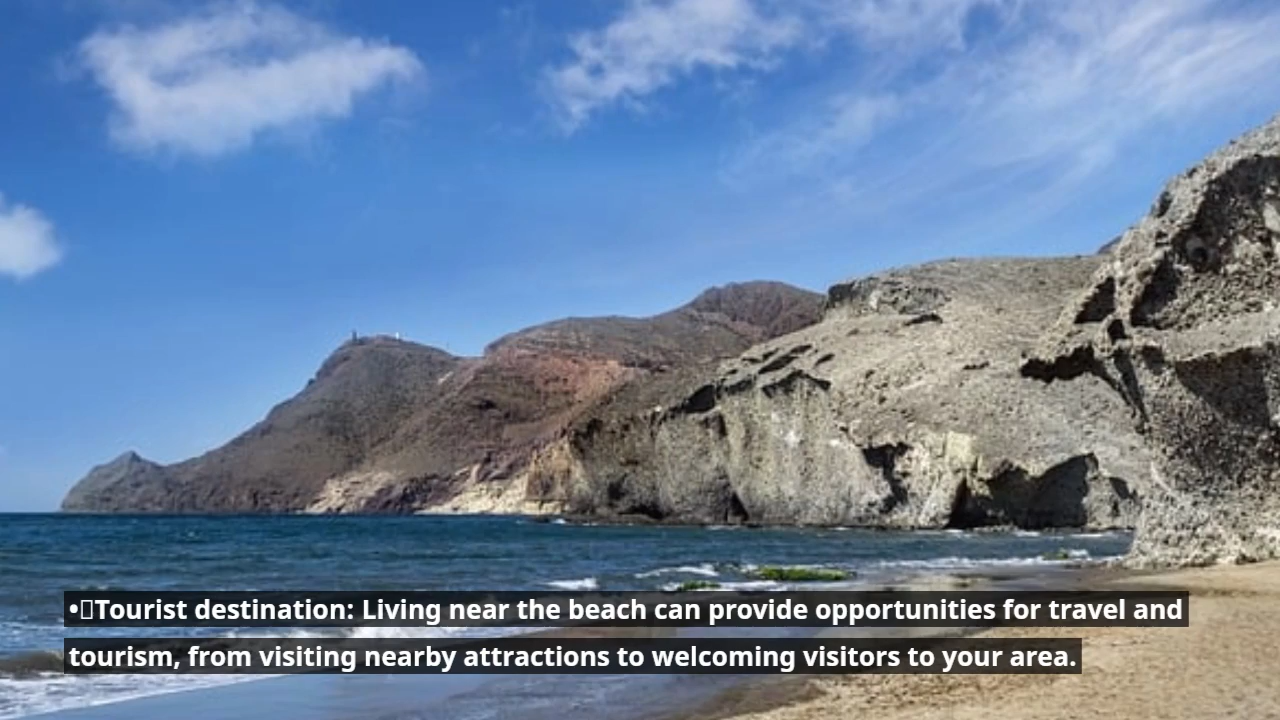 •Tourist destination: Living near the beach can provide opportunities for travel and
tourism, from visiting nearby attractions to welcoming visitors to your area.